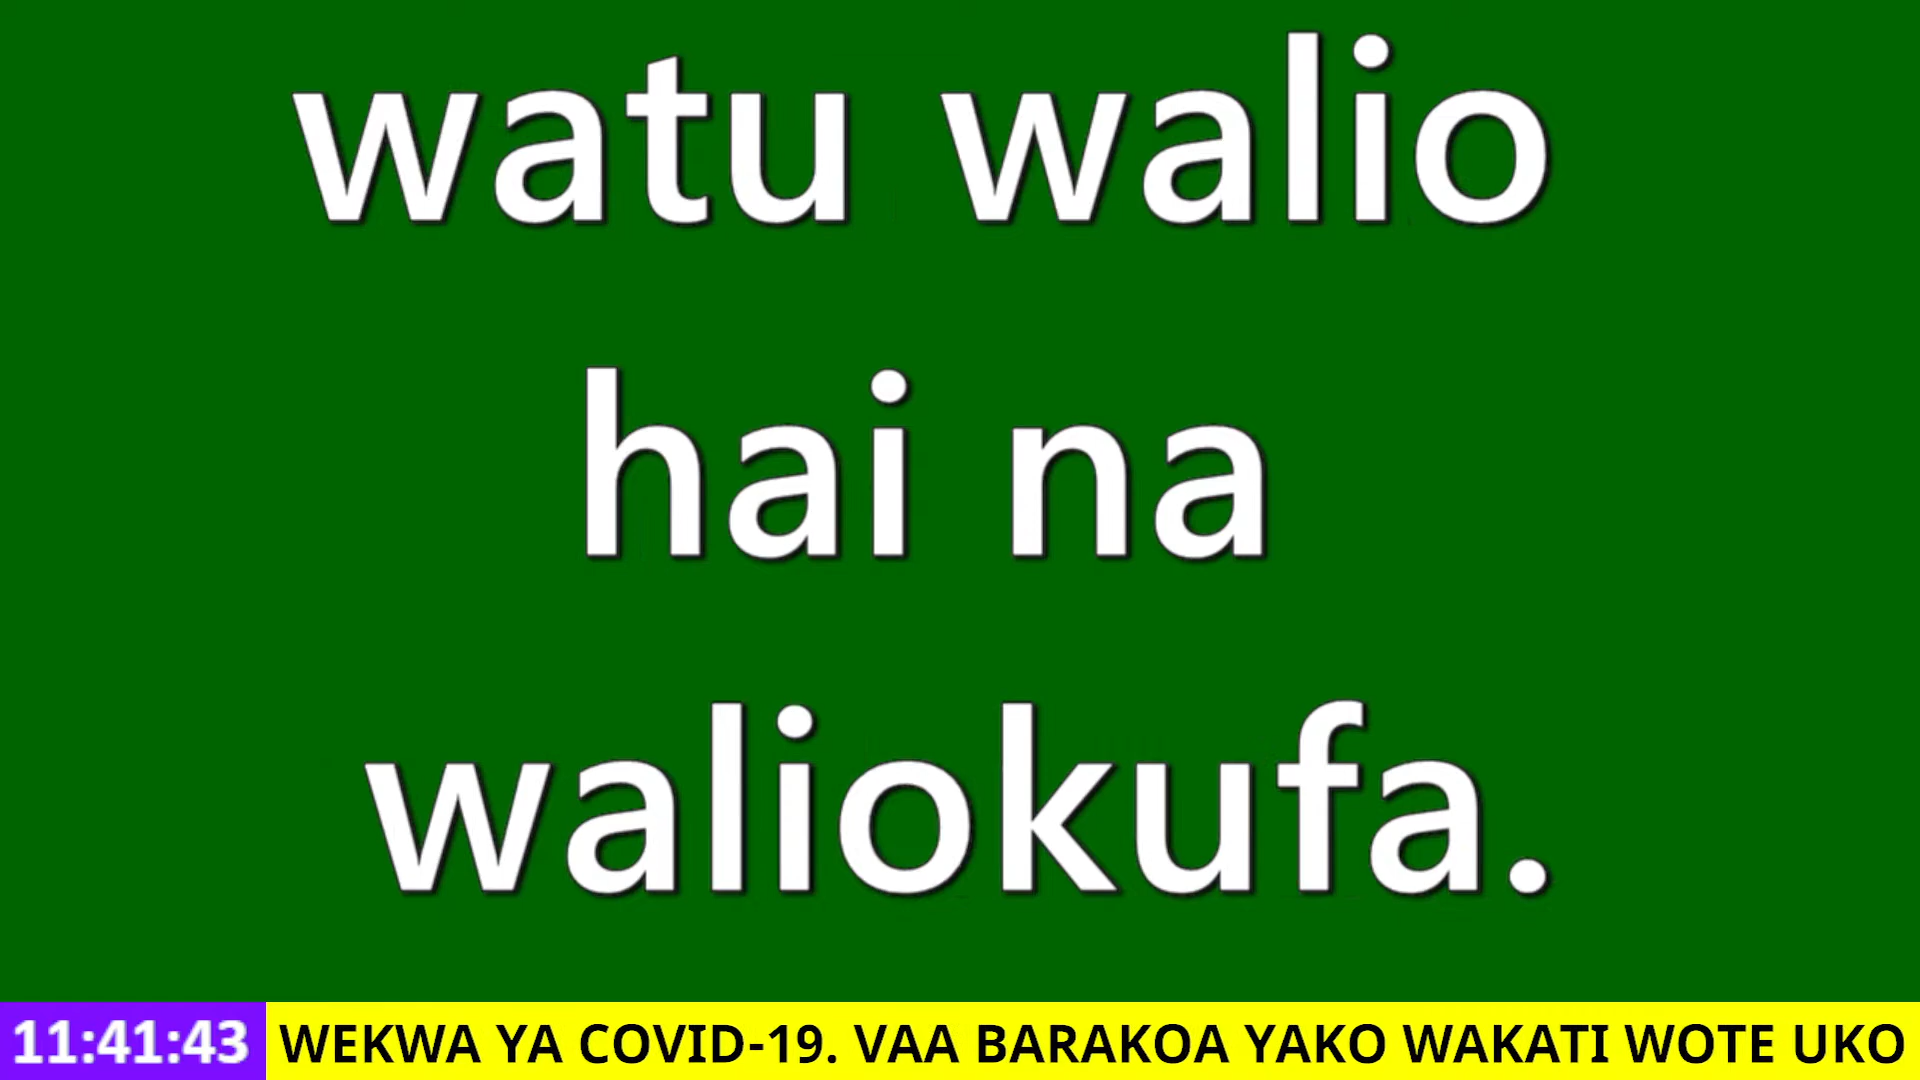 watu walio
hai na
waliokufa.
11:41:43 WEKWA YA COVID-19. VAA BARAKOA YAKO WAKATI WOTE UKO